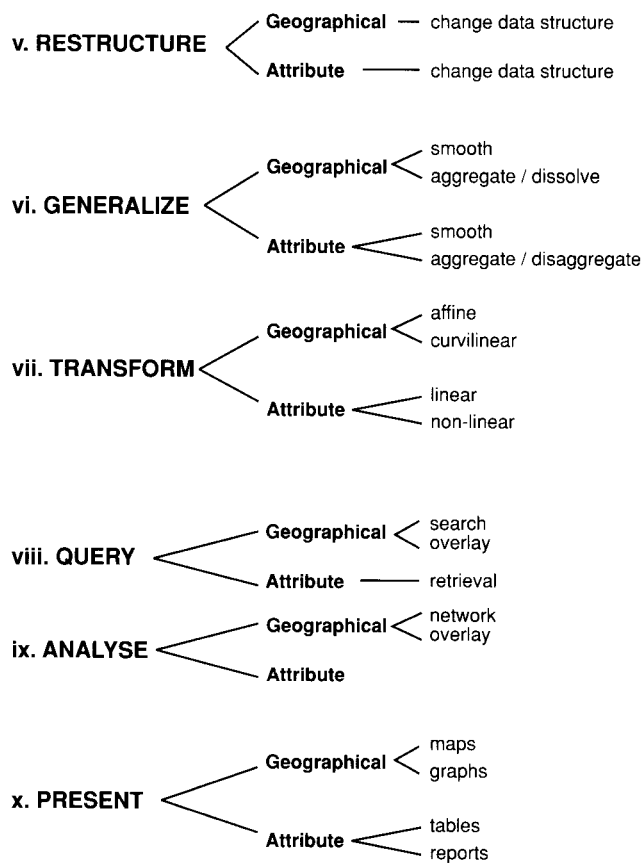 v. RESTRUCTURE
Geographical
change data structure
Attribute
change data structure
vi. GENERALIZE
Geographical
smooth
aggregate / dissolve
Attribute
smooth
aggregate / disaggregate
vii. TRANSFORM
Geographical
affine
curvilinear
Attribute
linear
non-linear
viii. QUERY
Geographical
search
overlay
Attribute
retrieval
ix. ANALYSE
Geographical
network
overlay
Attribute
x. PRESENT
Geographical
maps
graphs
Attribute
tables
reports